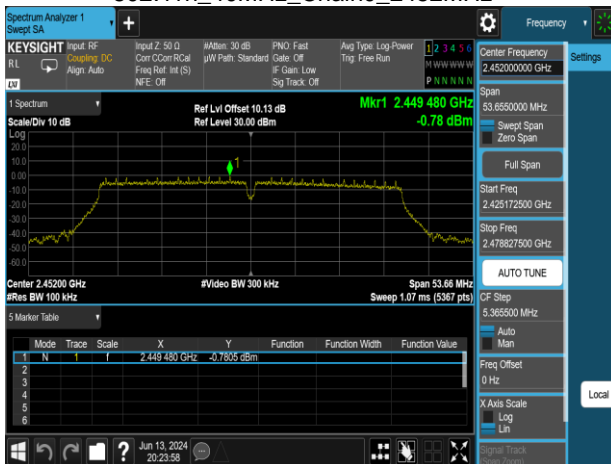 Spectrum Analyzer 1
Swept SA
+
Frequency
KEYSIGHT
RL
LXI
Input: RF
Coupling: DC
Align: Auto
Input Z: 50 Ω
Corr CCorr RCal
Freq Ref: Int (S)
NFE: Off
#Atten: 30 dB
µW Path: Standard
PNO: Fast
Gate: Off
IF Gain: Low
Sig Track: Off
Avg Type: Log-Power
Trig: Free Run
1 2 3 4 5 6
M W W W W W
P N N N N N
1 Spectrum
Scale/Div 10 dB
Ref Lvl Offset 10.13 dB
Ref Level 30.00 dBm
Mkr1 2.449 480 GHz
-0.78 dBm
Log
20.0
10.0
0.00
-10.0
-20.0
-30.0
-40.0
-50.0
-60.0
1
Center 2.45200 GHz
#Res BW 100 kHz
#Video BW 300 kHz
Span 53.66 MHz
Sweep 1.07 ms (5367 pts)
5 Marker Table
Mode Trace Scale X Y Function Function Width Function Value
1 N 1 f 2.449 480 GHz -0.7805 dBm
2
3
4
5
6
Jun 13, 2024
20:23:58
Center Frequency
2.452000000 GHz
Span
53.6550000 MHz
Swept Span
Zero Span
Full Span
Start Freq
2.425172500 GHz
Stop Freq
2.478827500 GHz
AUTO TUNE
CF Step
5.365500 MHz
Auto
Man
Freq Offset
0 Hz
X Axis Scale
Log
Lin
Signal Track
(Span Zoom)
Settings
Local